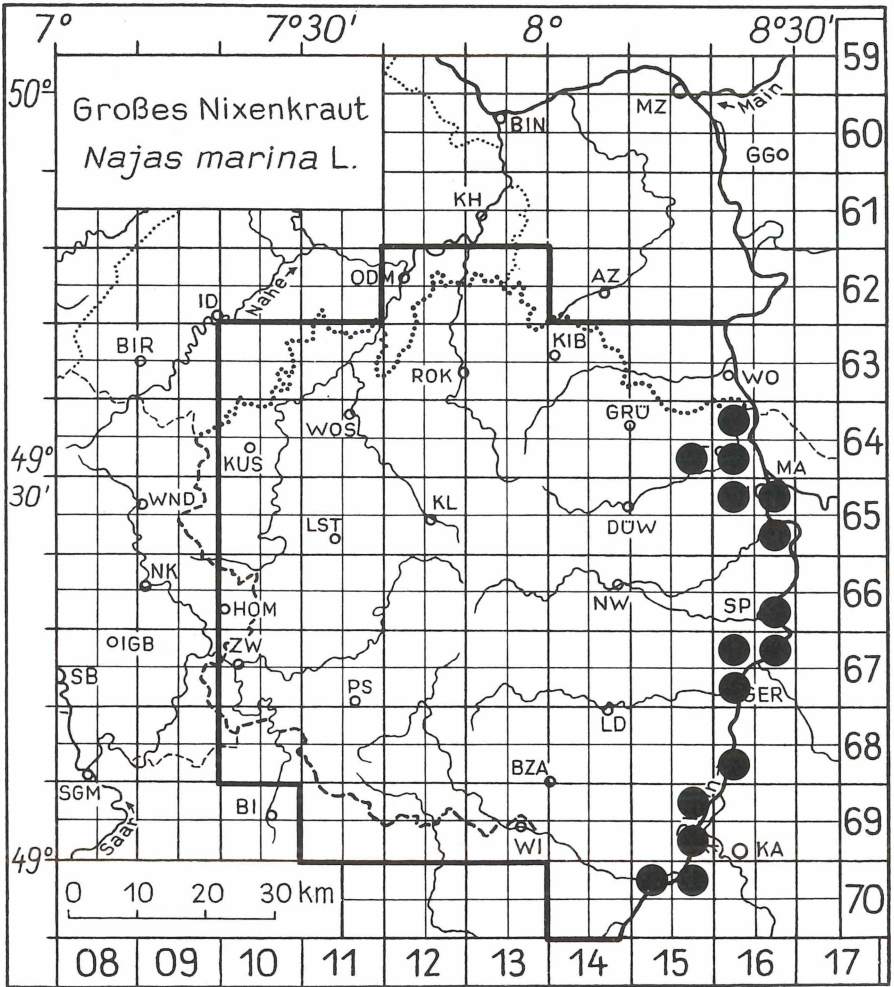 7° 7°30' 8° 8°30'
50°
Großes Nixenkraut
Najas marina L.
59
MZ
Main
BIN
60
GG
KH
61
ODM
AZ
62
Nahe
ID
KIB
BIR
63
ROK
WO
GRÜ
WOS
64
49°
30'
KUS
MA
WND
KL
65
LST
DÜW
NK
66
HOM
NW
SP
IGB
ZW
67
SB
PS
GER
LD
68
BZA
SGM
BI
69
Saar
WI
KA
49°
0 10 20 30 km
70
08 09 10 11 12 13 14 15 16 17